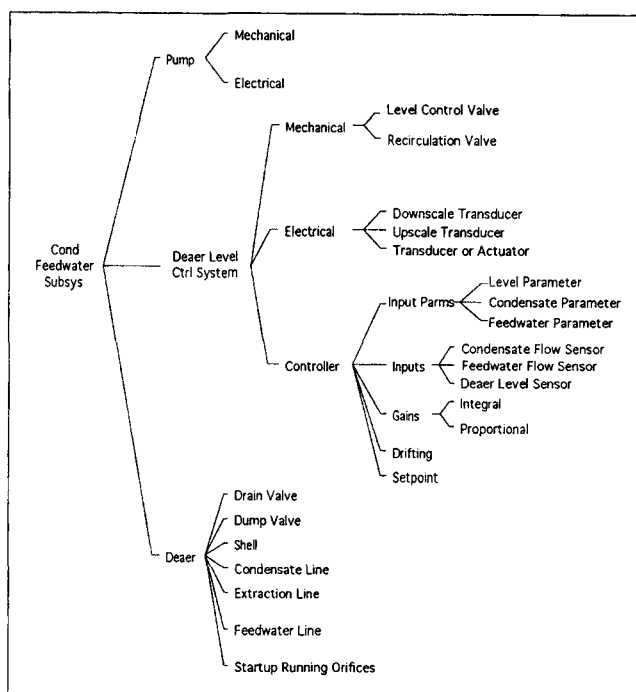 Mechanical
Pump
Electrical
Level Control Valve
Mechanical
Recirculation Valve
Downscale Transducer
Electrical
Upscale Transducer
Transducer or Actuator
Cond
Feedwater
Subsys
Deaer Level
Ctrl System
Level Parameter
Input Parms
Condensate Parameter
Feedwater Parameter
Controller
Condensate Flow Sensor
Inputs
Feedwater Flow Sensor
Deaer Level Sensor
Integral
Gains
Proportional
Drifting
Setpoint
Drain Valve
Dump Valve
Shell
Deaer
Condensate Line
Extraction Line
Feedwater Line
Startup Running Orifices